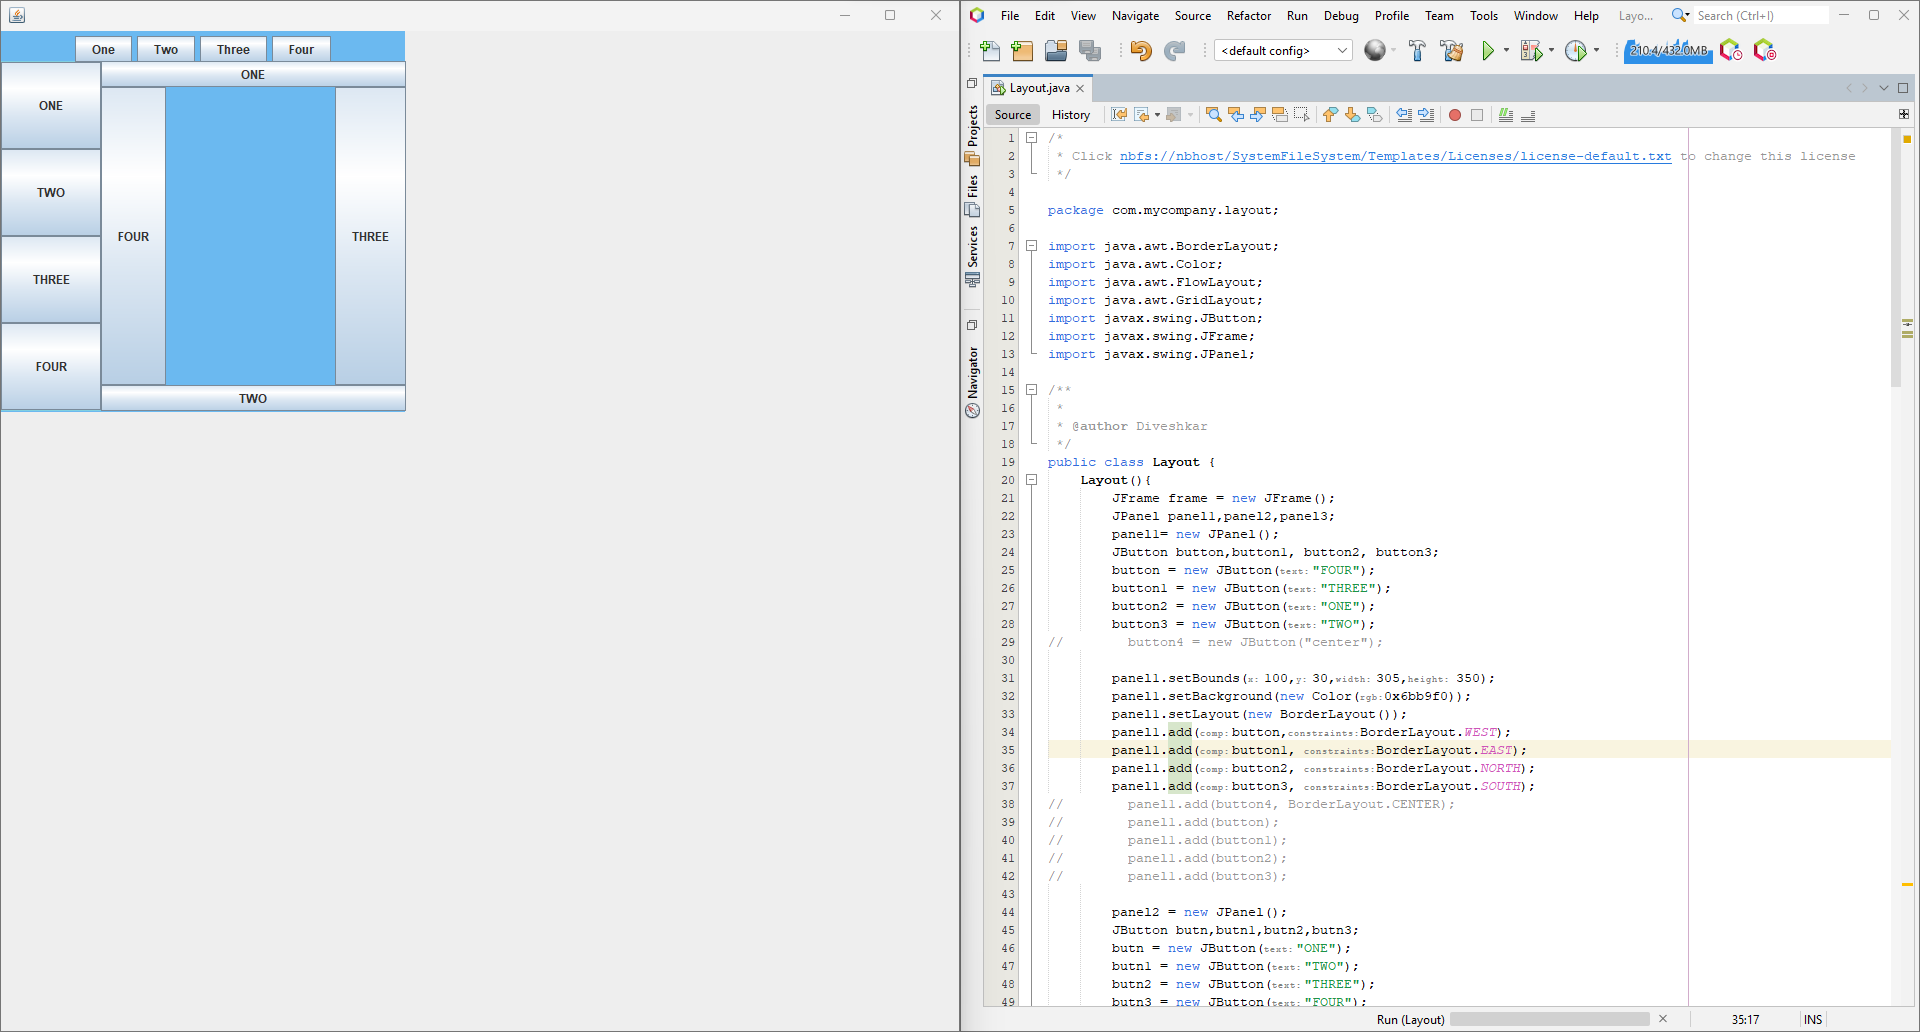 One Two Three Four
ONE
ONE
TWO
FOUR
THREE
THREE
FOUR
TWO
File Edit View Navigate Source Refactor Run Debug Profile Team Tools Window Help Layo... Search (Ctrl+I)
<default config> 210.4/432.0MB
Layout.java
Source History
Projects
Files
Services
Navigator
1 /*
2 * Click nbfs://nbhost/SystemFileSystem/Templates/Licenses/license-default.txt to change this license
3 */
4
5 package com.mycompany.layout;
6
7 import java.awt.BorderLayout;
8 import java.awt.Color;
9 import java.awt.FlowLayout;
10 import java.awt.GridLayout;
11 import javax.swing.JButton;
12 import javax.swing.JFrame;
13 import javax.swing.JPanel;
14
15 /**
16 *
17 * @author Diveshkar
18 */
19 public class Layout {
20 Layout(){
21 JFrame frame = new JFrame();
22 JPanel panel1,panel2,panel3;
23 panel1= new JPanel();
24 JButton button,button1, button2, button3;
25 button = new JButton(text:"FOUR");
26 button1 = new JButton(text:"THREE");
27 button2 = new JButton(text:"ONE");
28 button3 = new JButton(text:"TWO");
29 // button4 = new JButton("center");
30
31 panel1.setBounds(x: 100,y: 30,width: 305,height: 350);
32 panel1.setBackground(new Color(rgb:0x6bb9f0));
33 panel1.setLayout(new BorderLayout());
34 panel1.add(comp:button,constraints:BorderLayout.WEST);
35 panel1.add(comp:button1, constraints:BorderLayout.EAST);
36 panel1.add(comp:button2, constraints:BorderLayout.NORTH);
37 panel1.add(comp:button3, constraints:BorderLayout.SOUTH);
38 // panel1.add(button4, BorderLayout.CENTER);
39 // panel1.add(button);
40 // panel1.add(button1);
41 // panel1.add(button2);
42 // panel1.add(button3);
43
44 panel2 = new JPanel();
45 JButton butn,butn1,butn2,butn3;
46 butn = new JButton(text:"ONE");
47 butn1 = new JButton(text:"TWO");
48 butn2 = new JButton(text:"THREE");
49 butn3 = new JButton(text:"FOUR");
Run (Layout) 35:17 INS